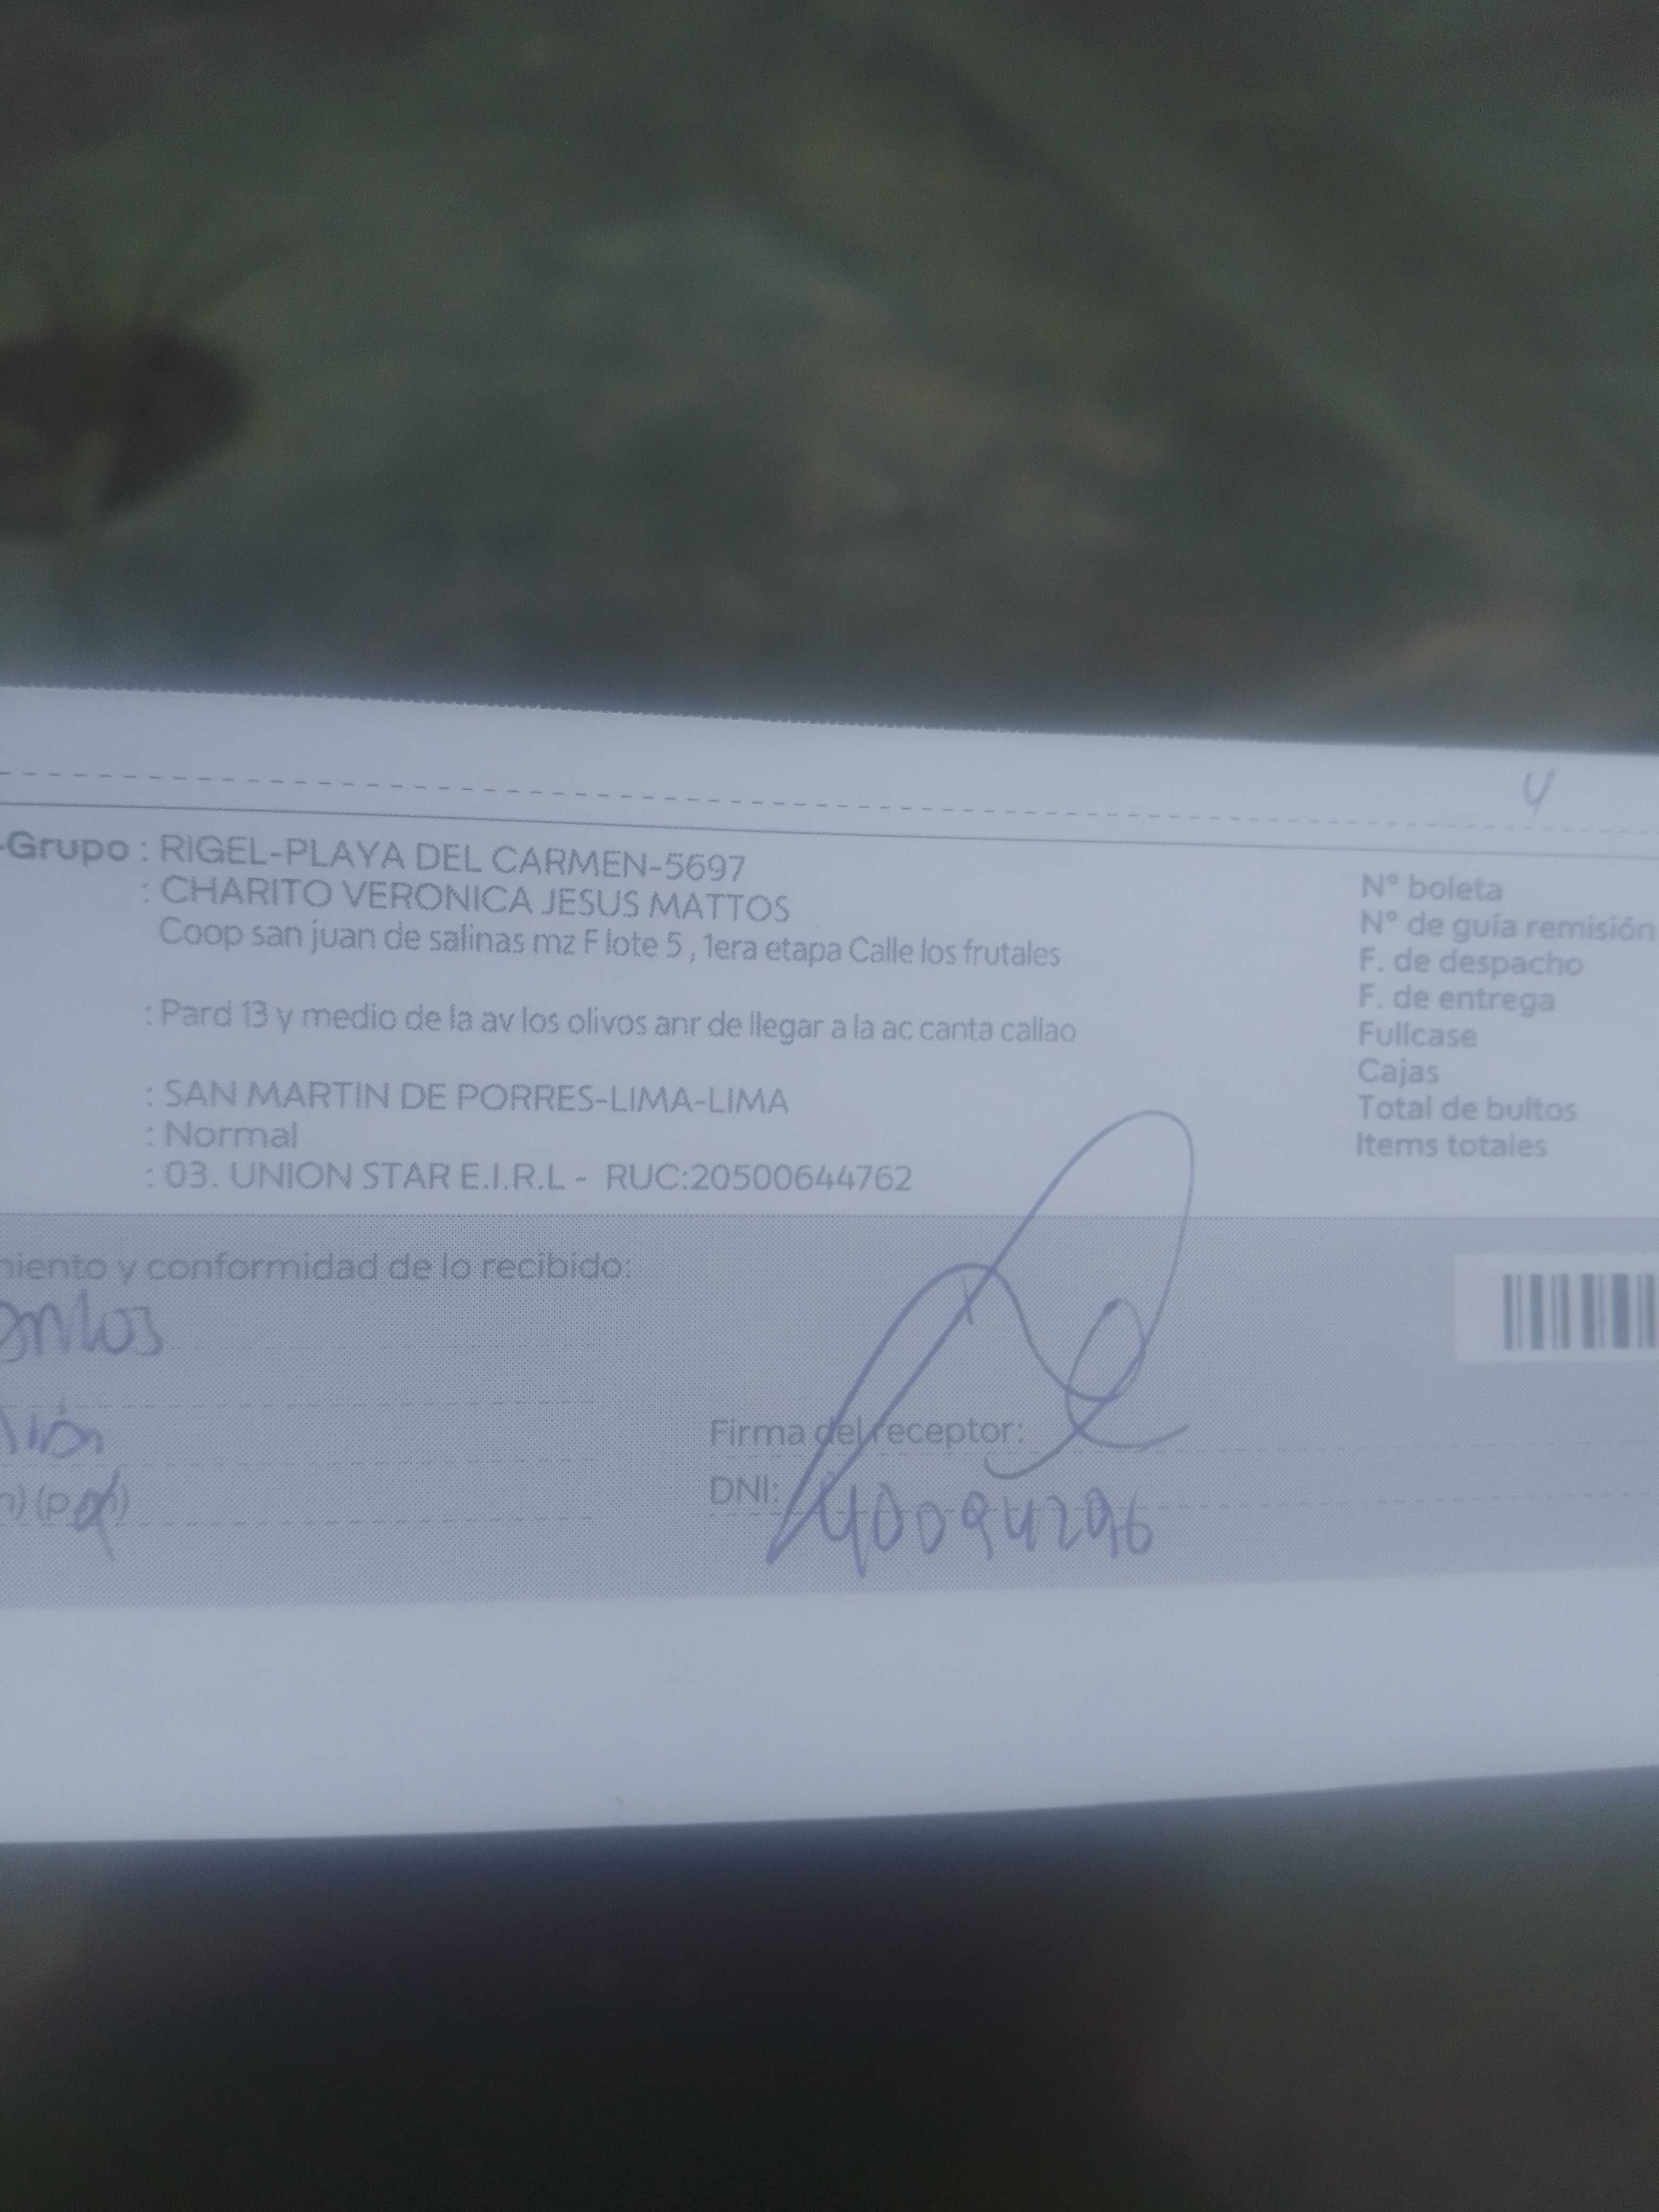 4
-Grupo : RIGEL-PLAYA DEL CARMEN-5697
: CHARITO VERONICA JESUS MATTOS
Coop san juan de salinas mz F lote 5 , 1era etapa Calle los frutales
: Pard 13 y medio de la av los olivos anr de llegar a la ac canta callao
: SAN MARTIN DE PORRES-LIMA-LIMA
: Normal
: 03. UNION STAR E.I.R.L - RUC:20500644762
N° boleta
N° de guía remisión
F. de despacho
F. de entrega
Fullcase
Cajas
Total de bultos
Items totales
miento y conformidad de lo recibido:
Firma del receptor:
DNI: 40094296